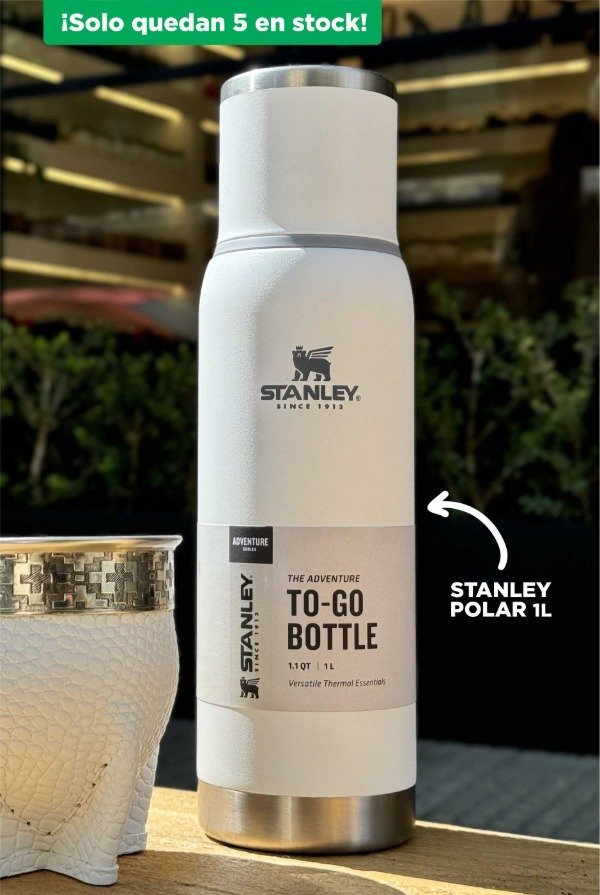 ¡Solo quedan 5 en stock!
STANLEY®
SINCE 1913
ADVENTURE
SERIES
STANLEY®
SINCE 1913
THE ADVENTURE
TO-GO
BOTTLE
1.1 QT | 1 L
Versatile Thermal Essentials
STANLEY
POLAR 1L